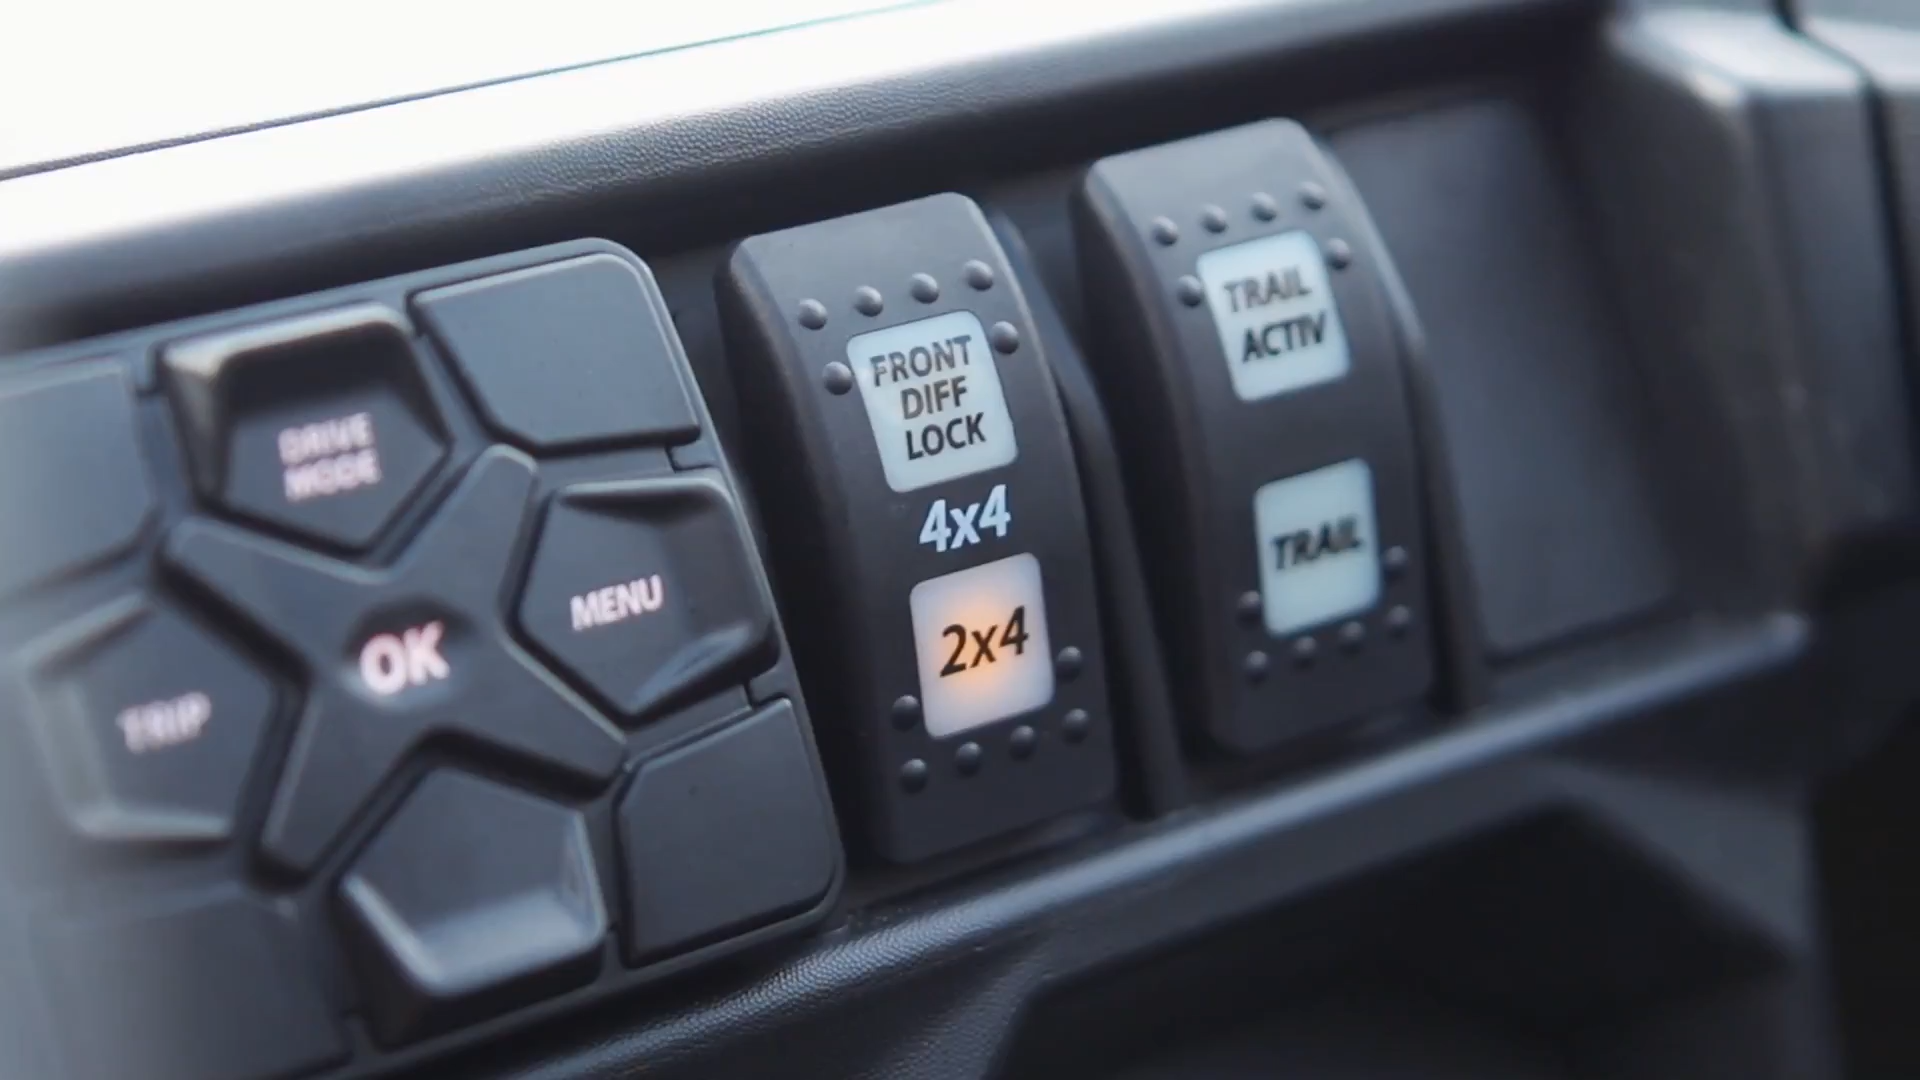 DRIVE
MODE
MENU
OK
TRIP
FRONT
DIFF
LOCK
4x4
2x4
TRAIL
ACTIV
TRAIL